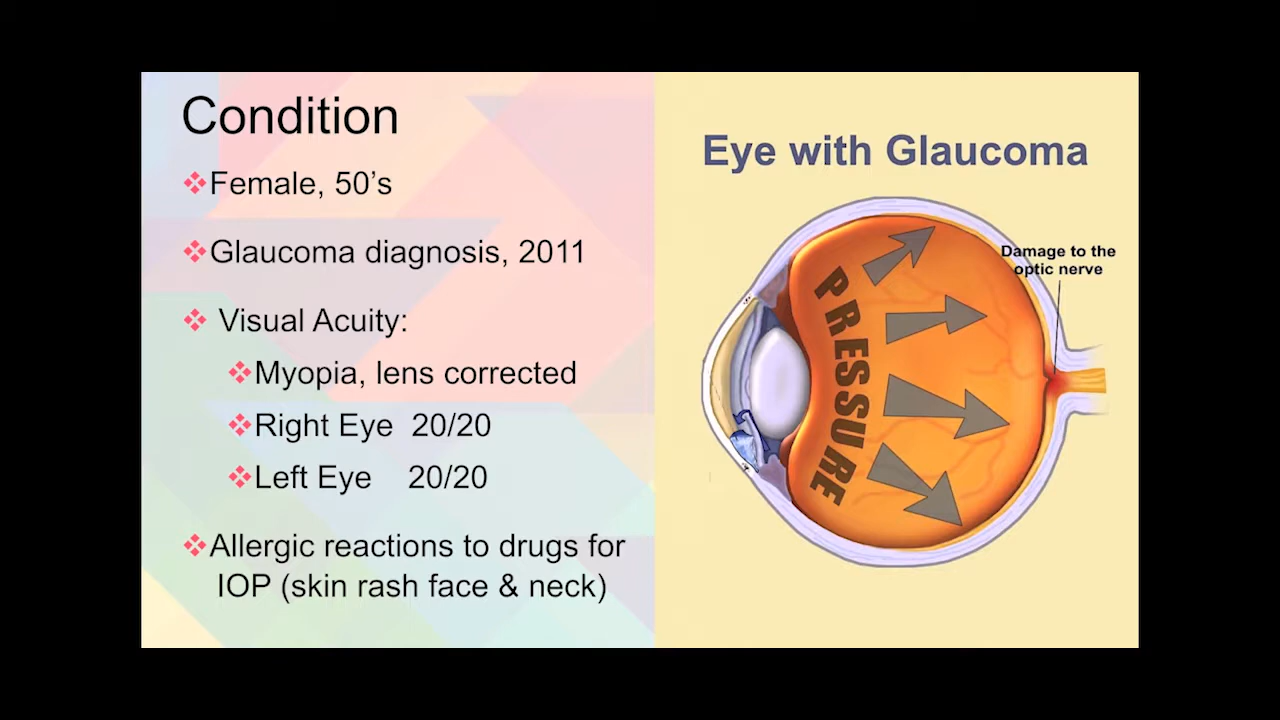 Condition
❖Female, 50's
❖Glaucoma diagnosis, 2011
❖ Visual Acuity:
❖Myopia, lens corrected
❖Right Eye 20/20
❖Left Eye 20/20
❖Allergic reactions to drugs for
IOP (skin rash face & neck)
Eye with Glaucoma
Damage to the
optic nerve
PRESSURE